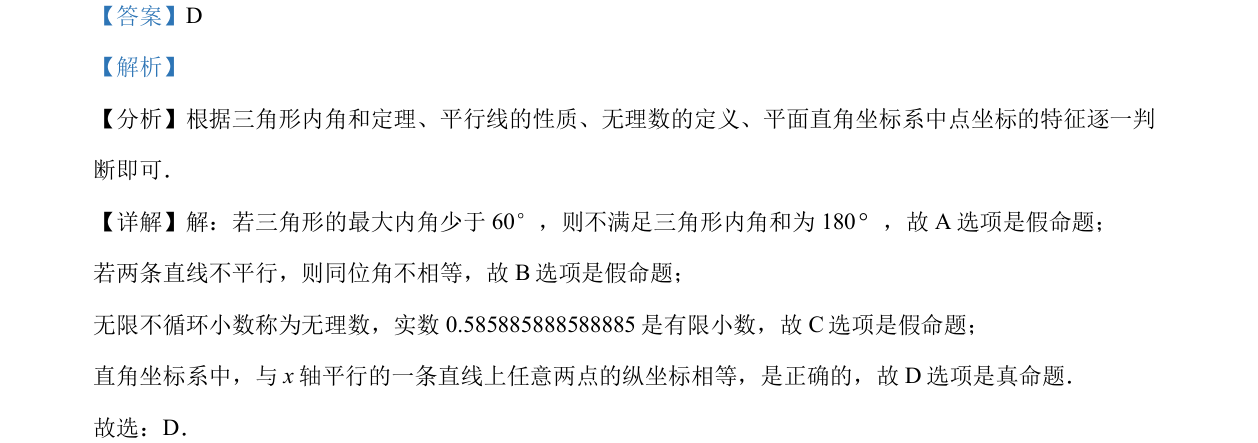 【答案】D
【解析】
【分析】根据三角形内角和定理、平行线的性质、无理数的定义、平面直角坐标系中点坐标的特征逐一判
断即可．
【详解】解：若三角形的最大内角少于 60°，则不满足三角形内角和为 180°，故 A 选项是假命题；
若两条直线不平行，则同位角不相等，故 B 选项是假命题；
无限不循环小数称为无理数，实数 0.585885888588885 是有限小数，故 C 选项是假命题；
直角坐标系中，与 x 轴平行的一条直线上任意两点的纵坐标相等，是正确的，故 D 选项是真命题．
故选：D．